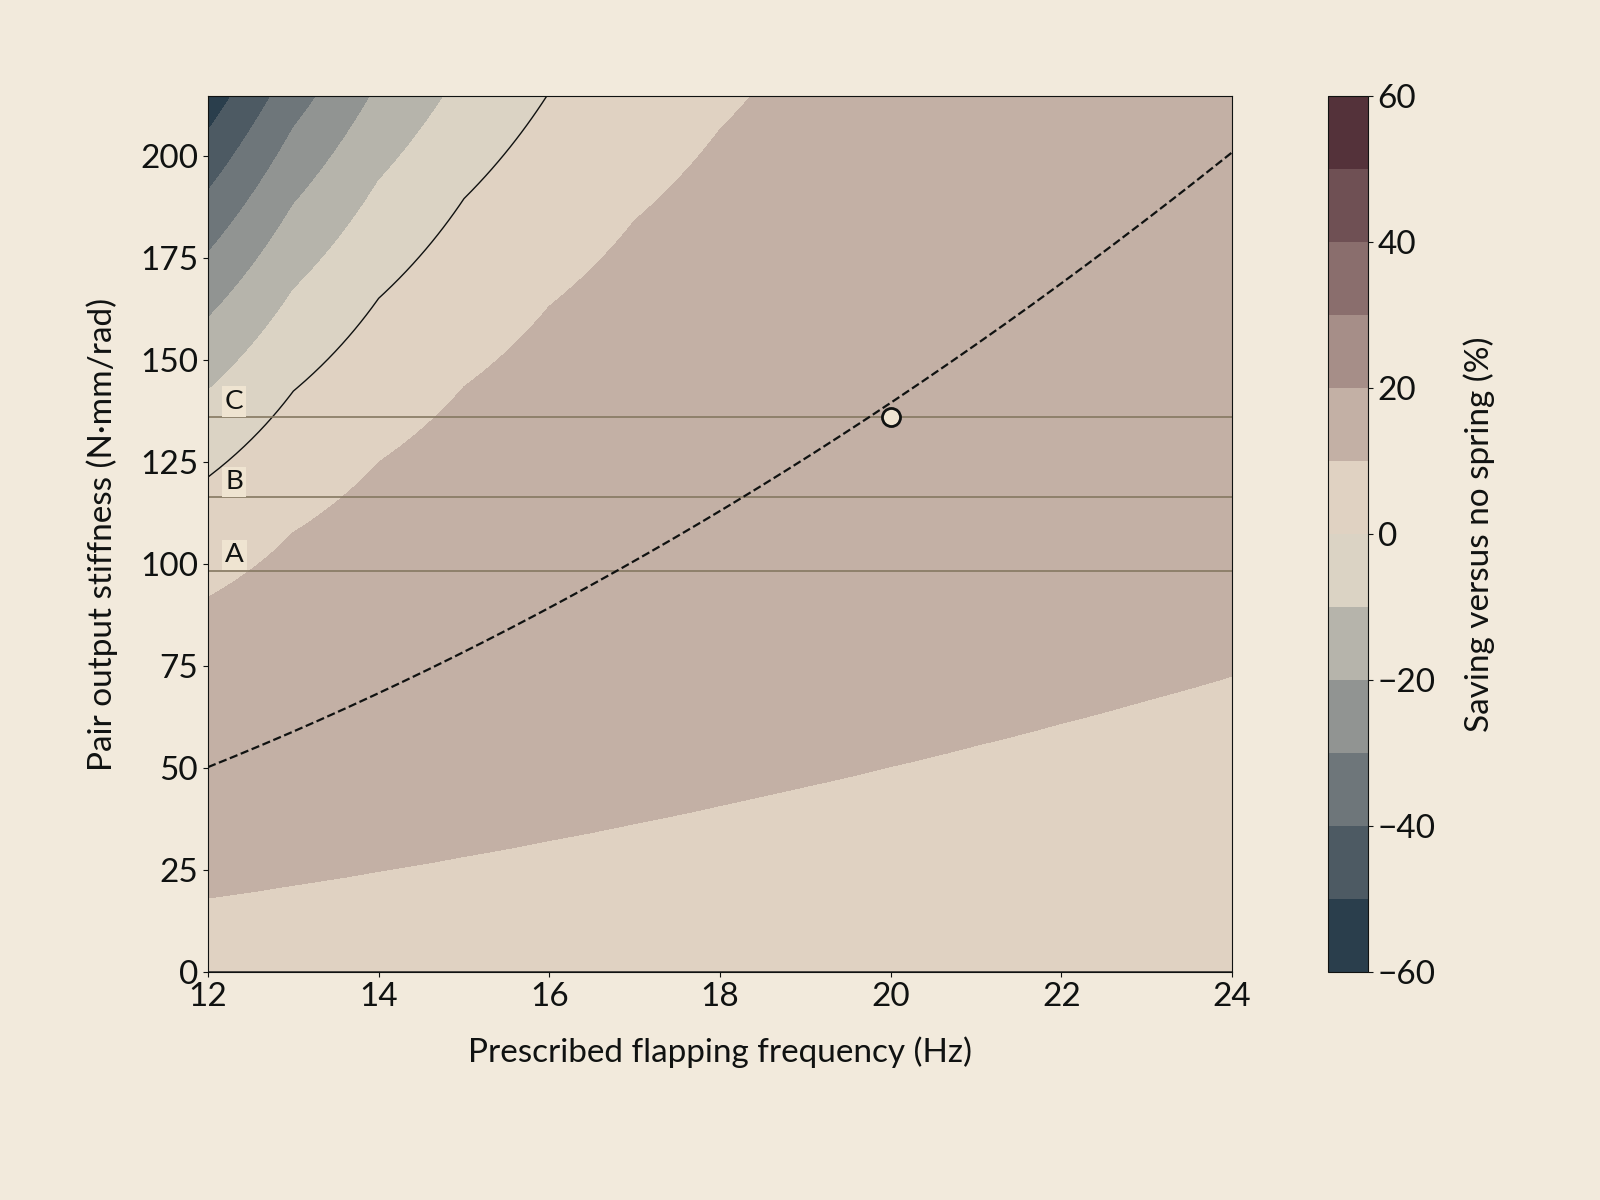 Pair output stiffness (N·mm/rad)
200
175
150
125
100
75
50
25
0
C
B
A
12 14 16 18 20 22 24
Prescribed flapping frequency (Hz)
60
40
20
0
−20
−40
−60
Saving versus no spring (%)